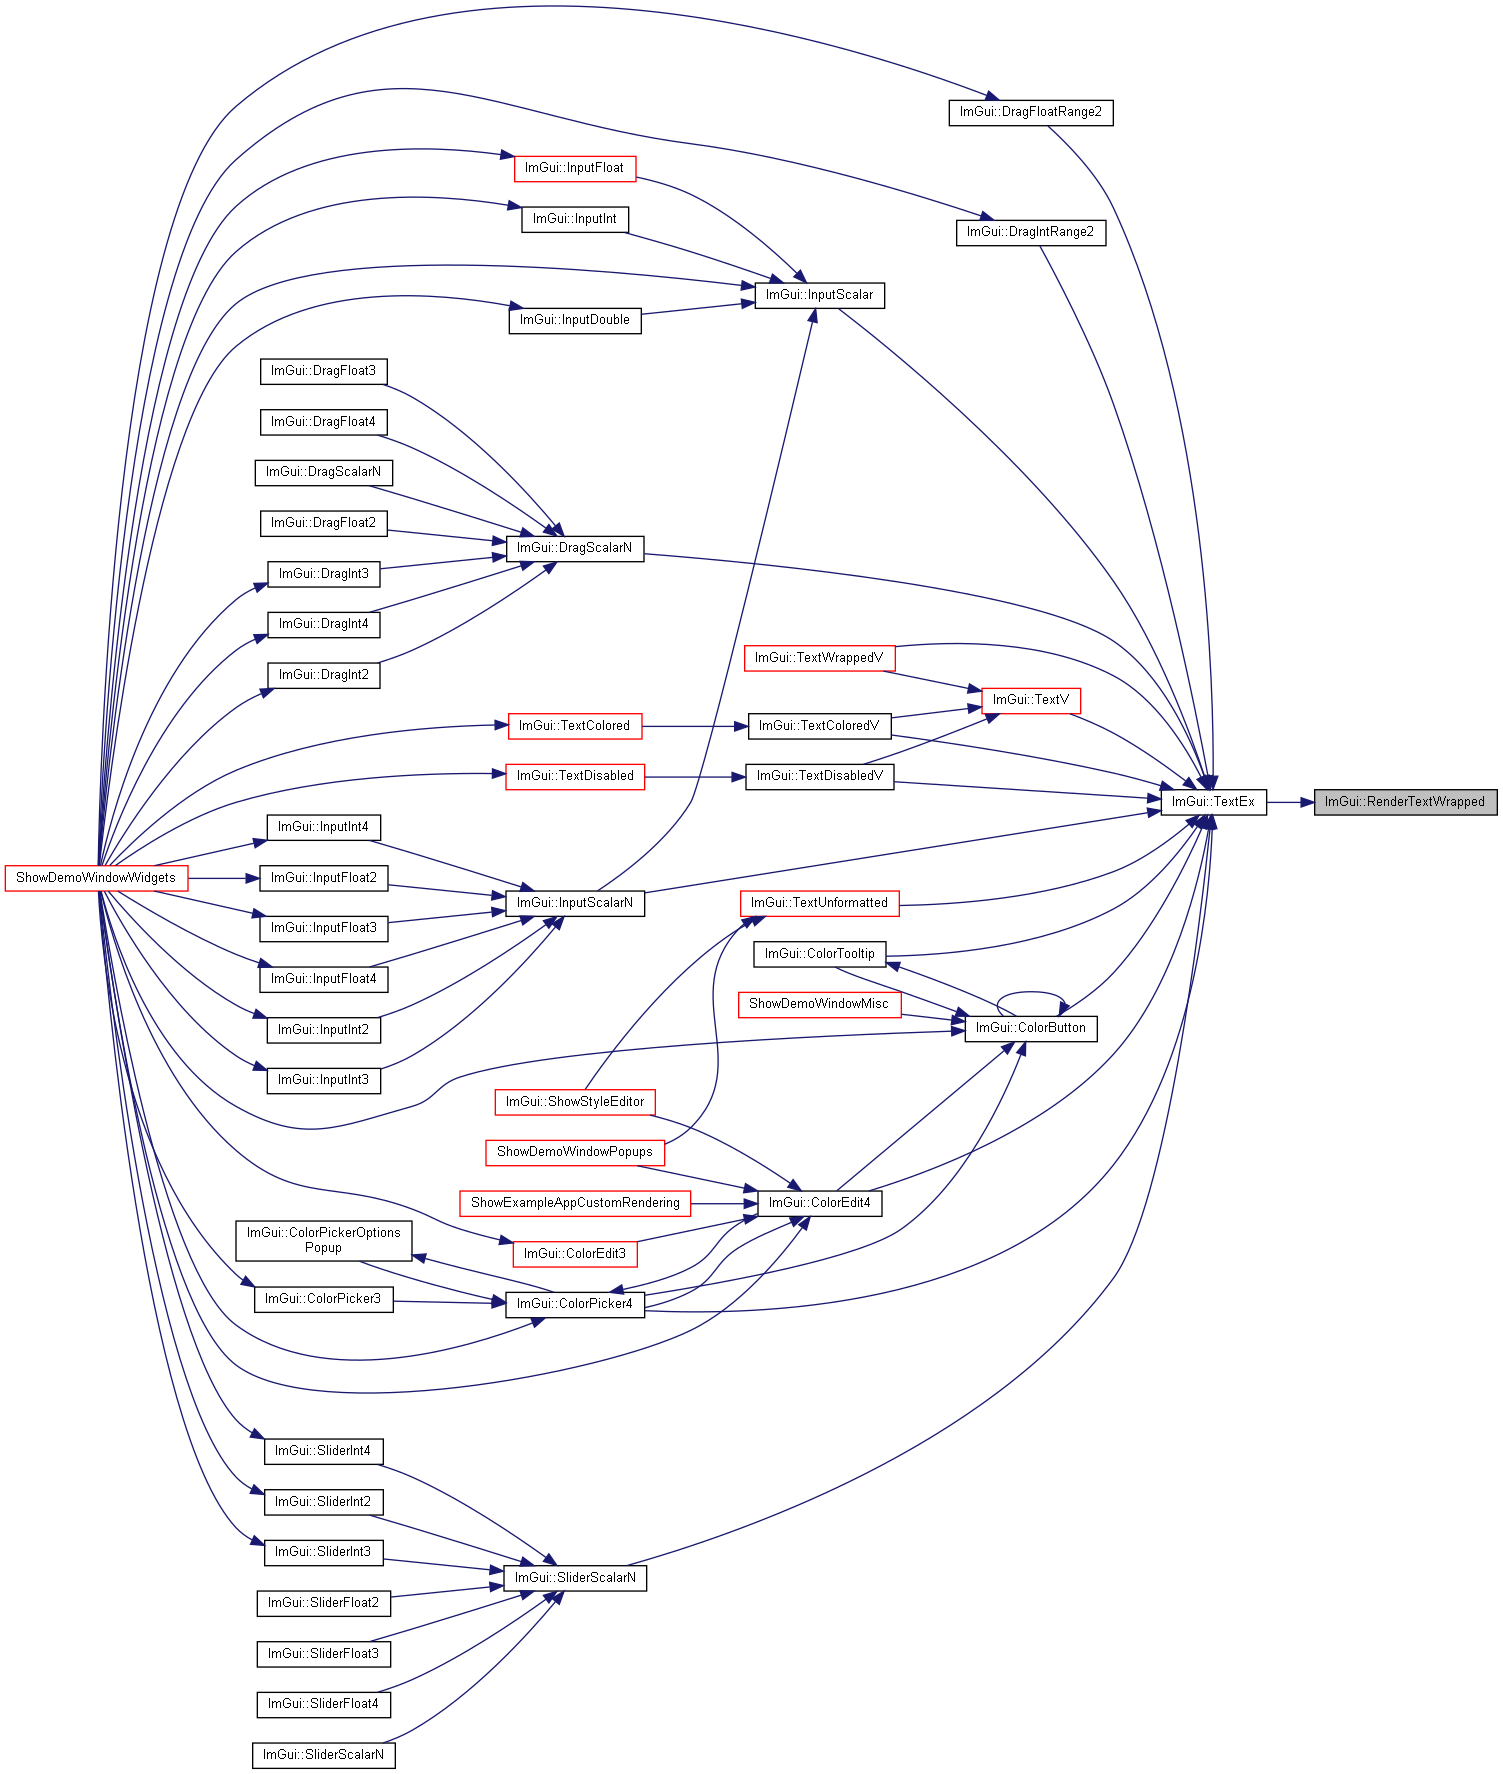 ImGui::DragFloatRange2
ImGui::InputFloat
ImGui::InputInt
ImGui::DragIntRange2
ImGui::InputScalar
ImGui::InputDouble
ImGui::DragFloat3
ImGui::DragFloat4
ImGui::DragScalarN
ImGui::DragFloat2
ImGui::DragScalarN
ImGui::DragInt3
ImGui::DragInt4
ImGui::TextWrappedV
ImGui::DragInt2
ImGui::TextV
ImGui::TextColored
ImGui::TextColoredV
ImGui::TextDisabled
ImGui::TextDisabledV
ImGui::TextEx
ImGui::RenderTextWrapped
ImGui::InputInt4
ShowDemoWindowWidgets
ImGui::InputFloat2
ImGui::InputScalarN
ImGui::TextUnformatted
ImGui::InputFloat3
ImGui::ColorTooltip
ImGui::InputFloat4
ShowDemoWindowMisc
ImGui::InputInt2
ImGui::ColorButton
ImGui::InputInt3
ImGui::ShowStyleEditor
ShowDemoWindowPopups
ShowExampleAppCustomRendering
ImGui::ColorEdit4
ImGui::ColorPickerOptions
Popup
ImGui::ColorEdit3
ImGui::ColorPicker3
ImGui::ColorPicker4
ImGui::SliderInt4
ImGui::SliderInt2
ImGui::SliderInt3
ImGui::SliderScalarN
ImGui::SliderFloat2
ImGui::SliderFloat3
ImGui::SliderFloat4
ImGui::SliderScalarN